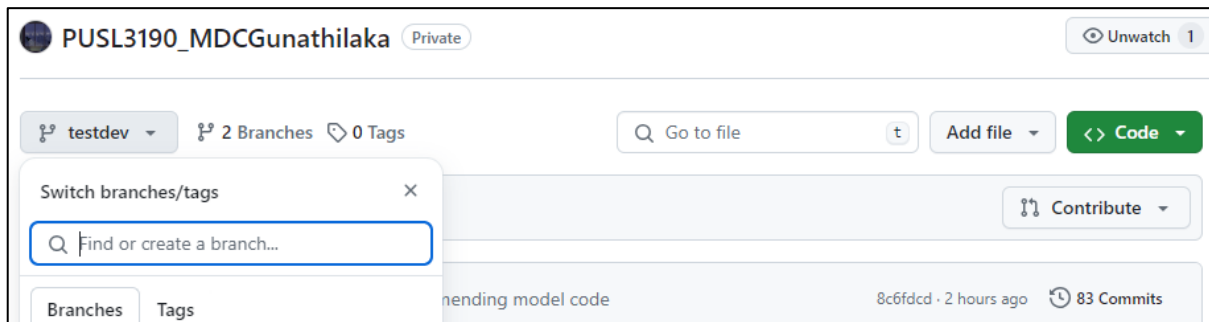 PUSL3190_MDCGunathilaka Private Unwatch 1
testdev 2 Branches 0 Tags Go to file t Add file <> Code
Switch branches/tags
Contribute
Find or create a branch...
model code 8c6fdcd · 2 hours ago 83 Commits
Branches Tags